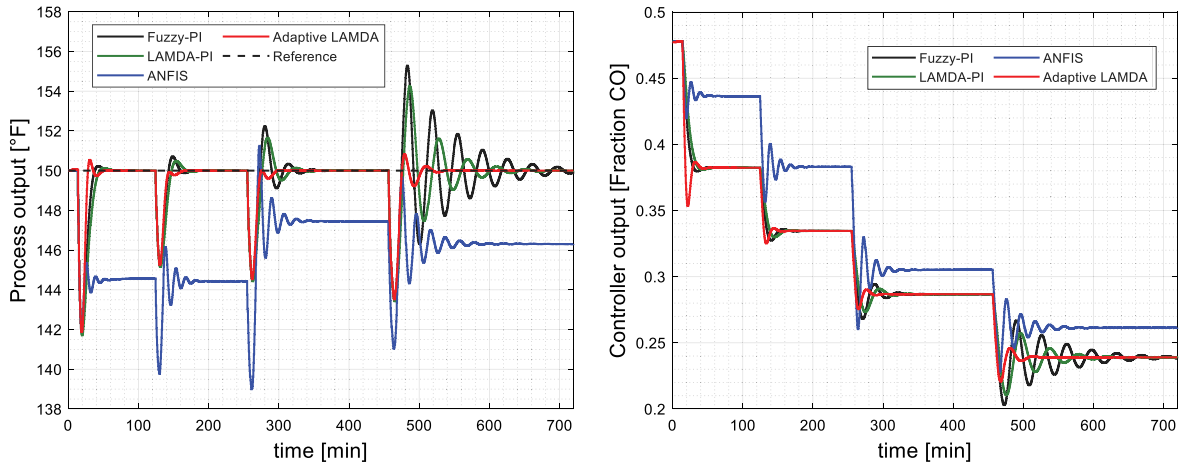 158
156
154
152
150
148
146
144
142
140
138
Process output [°F]
Fuzzy-PI
LAMDA-PI
ANFIS
Adaptive LAMDA
Reference
0 100 200 300 400 500 600 700
time [min]
0.5
0.45
0.4
0.35
0.3
0.25
0.2
Controller output [Fraction CO]
Fuzzy-PI
LAMDA-PI
ANFIS
Adaptive LAMDA
0 100 200 300 400 500 600 700
time [min]